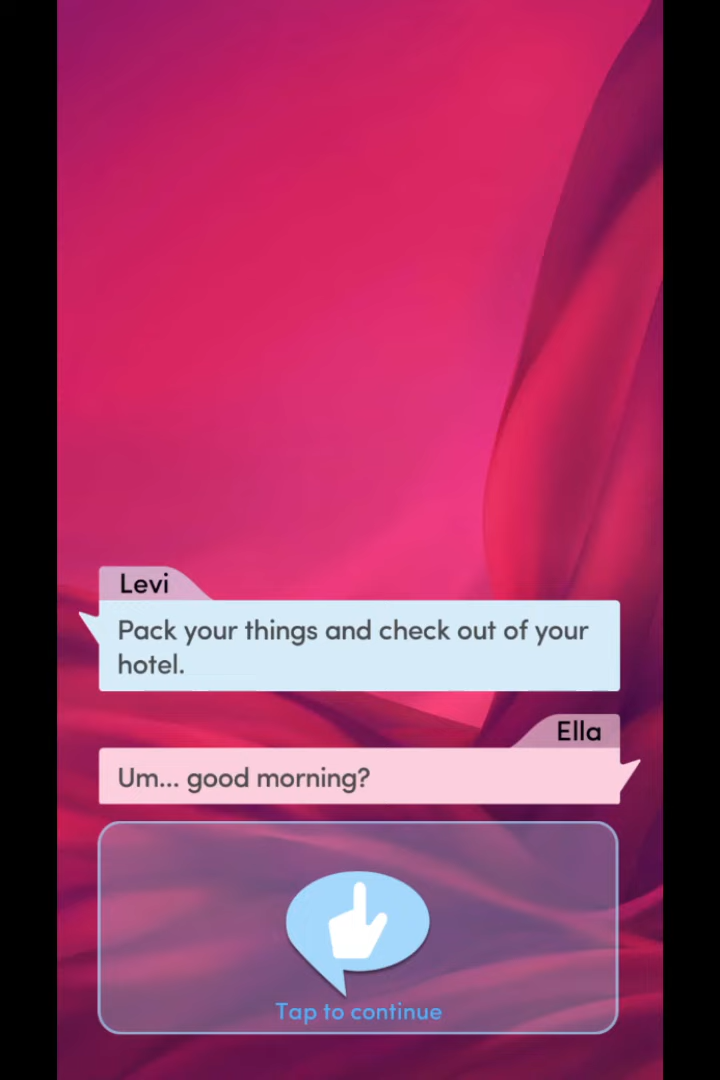 Levi
Pack your things and check out of your
hotel.
Ella
Um... good morning?
Tap to continue